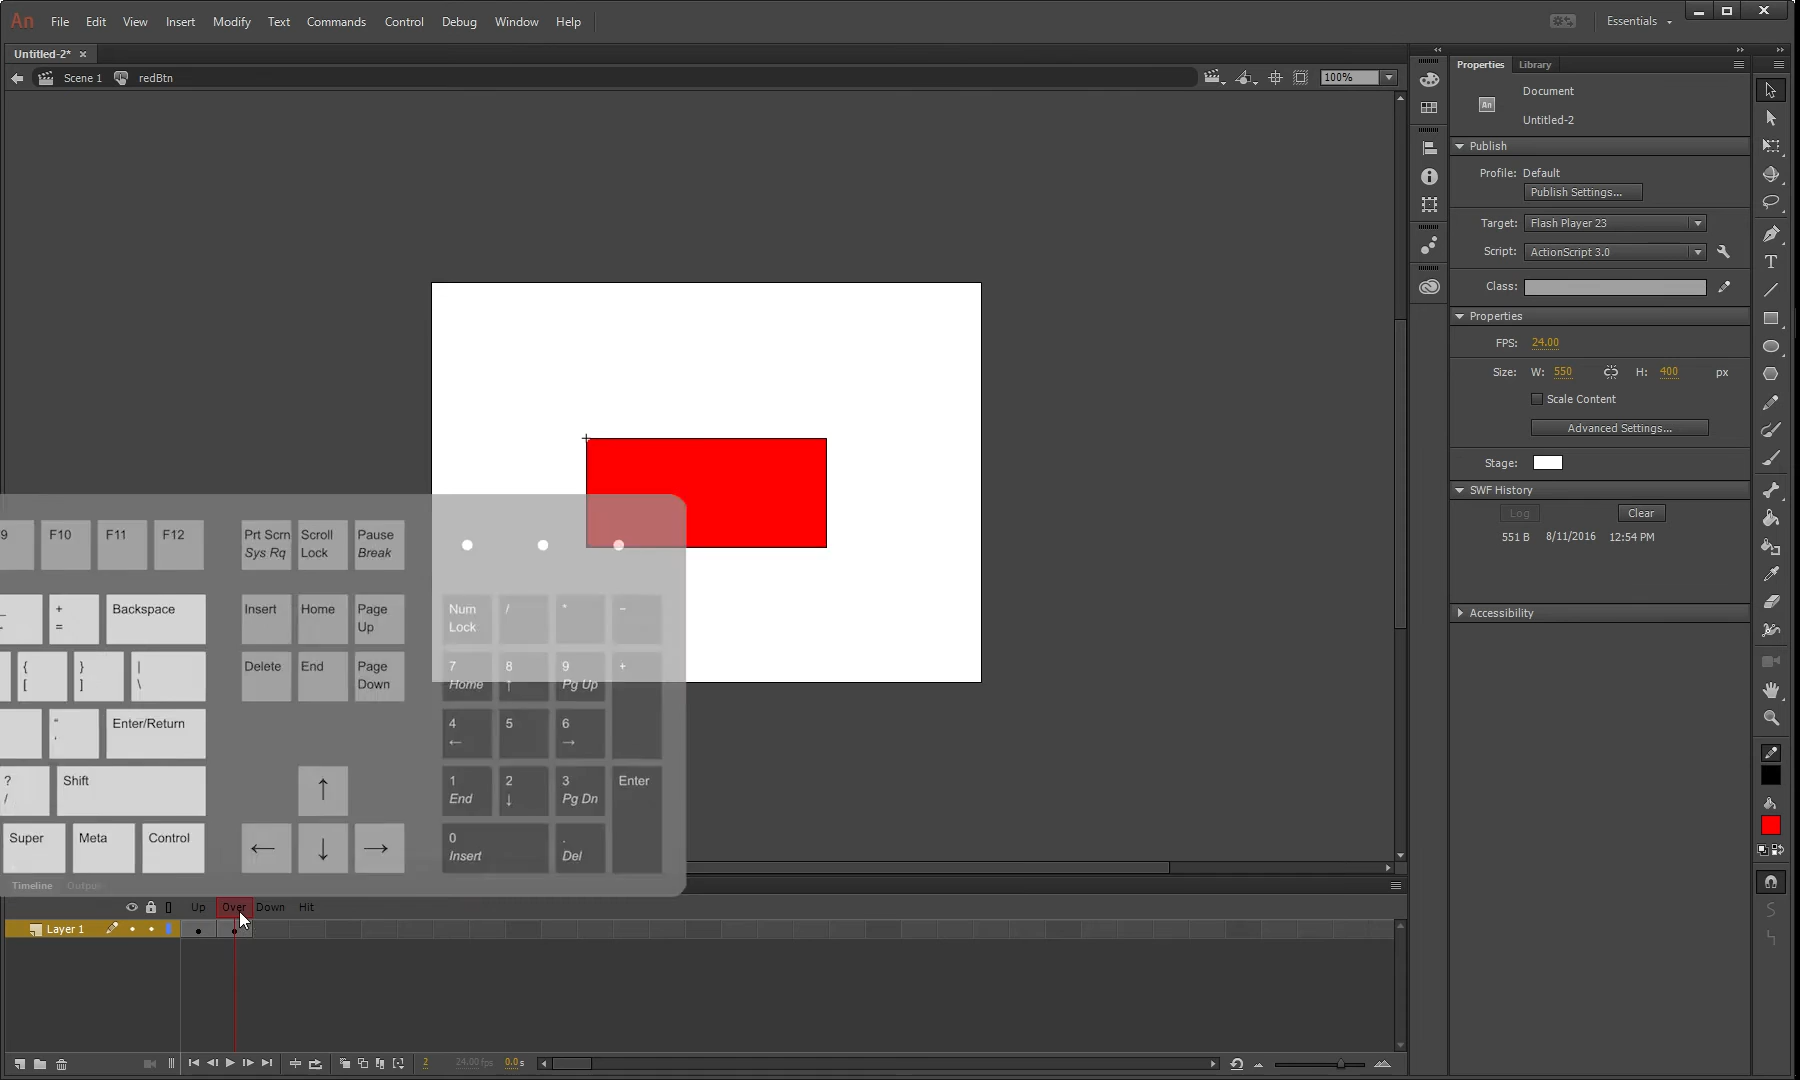 An File Edit View Insert Modify Text Commands Control Debug Window Help Essentials
Untitled-2* ×
Scene 1 redBtn 100%
Properties Library
Document
An
Untitled-2
Publish
Profile: Default
Publish Settings...
Target: Flash Player 23
Script: ActionScript 3.0
Class:
Properties
FPS: 24.00
Size: W: 550 H: 400 px
Scale Content
Advanced Settings...
Stage:
SWF History
Log Clear
551 B 8/11/2016 12:54 PM
Accessibility
9 F10 F11 F12 Prt Scrn Scroll Pause
Sys Rq Lock Break
_ + Backspace Insert Home Page Num / * −
- = Up Lock
{ } | Delete End Page 7 8 9 +
[ ] \ Down Home ↑ Pg Up
“ Enter/Return 4 5 6
‘ ← →
? Shift ↑ 1 2 3 Enter
/ End ↓ Pg Dn
Super Meta Control ← ↓ → 0 .
Insert Del
Timeline Output
Up Over Down Hit
Layer 1
2 24.00 fps 0.0 s